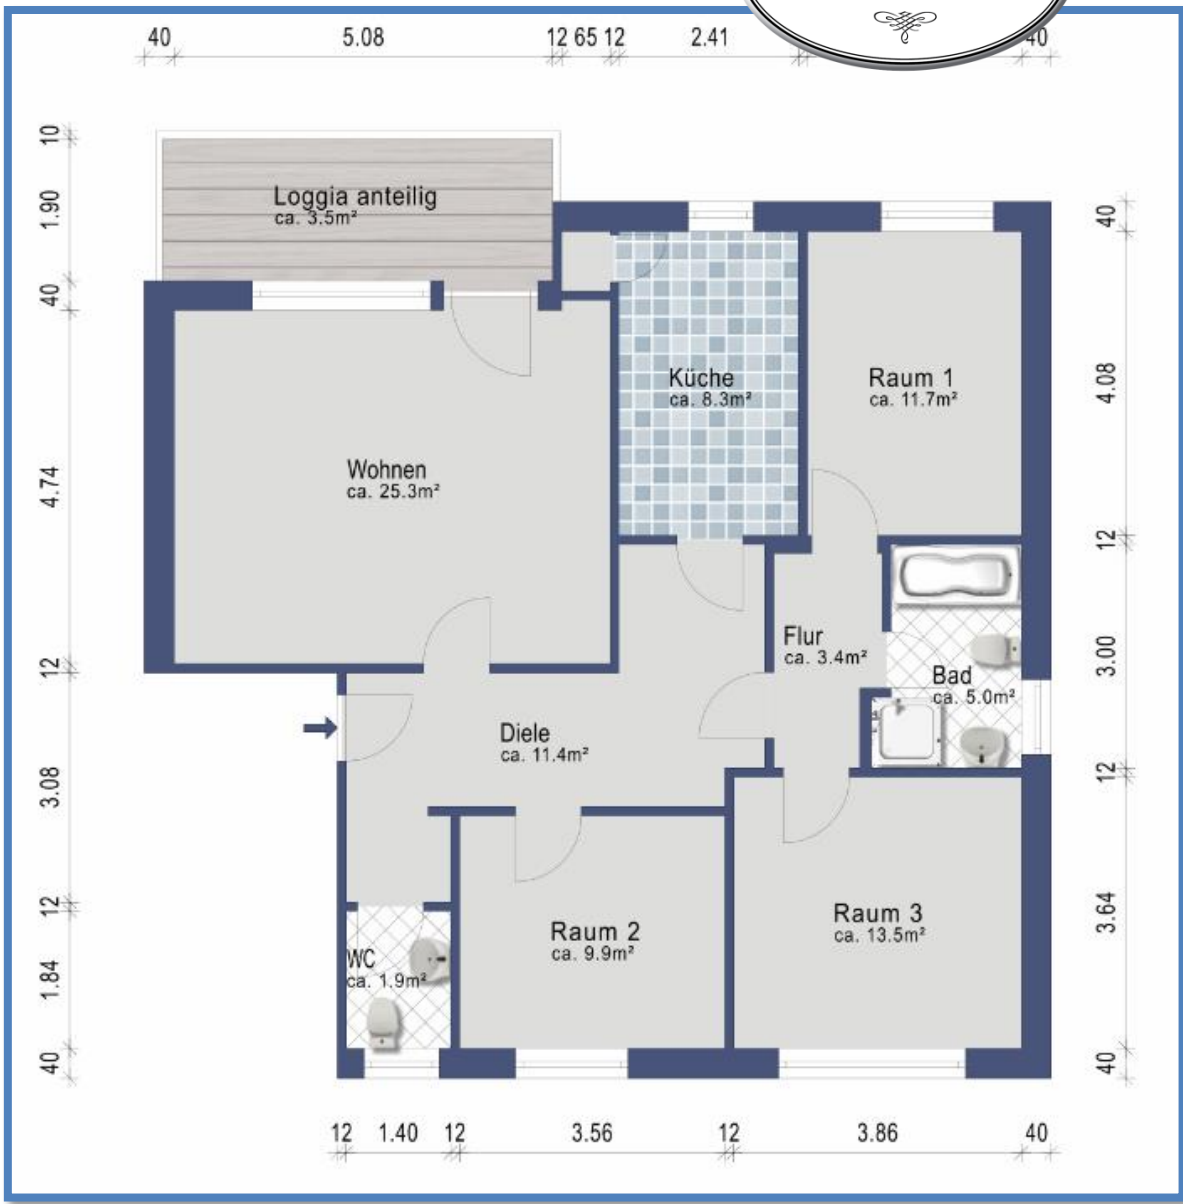 40 5.08 12 65 12 2.41 40
10
1.90
40
4.74
12
3.08
12
1.84
40
40
4.08
12
3.00
12
3.64
40
Loggia anteilig
ca. 3.5m²
Küche
ca. 8.3m²
Raum 1
ca. 11.7m²
Wohnen
ca. 25.3m²
Flur
ca. 3.4m²
Bad
ca. 5.0m²
Diele
ca. 11.4m²
Raum 2
ca. 9.9m²
Raum 3
ca. 13.5m²
WC
ca. 1.9m²
12 1.40 12 3.56 12 3.86 40